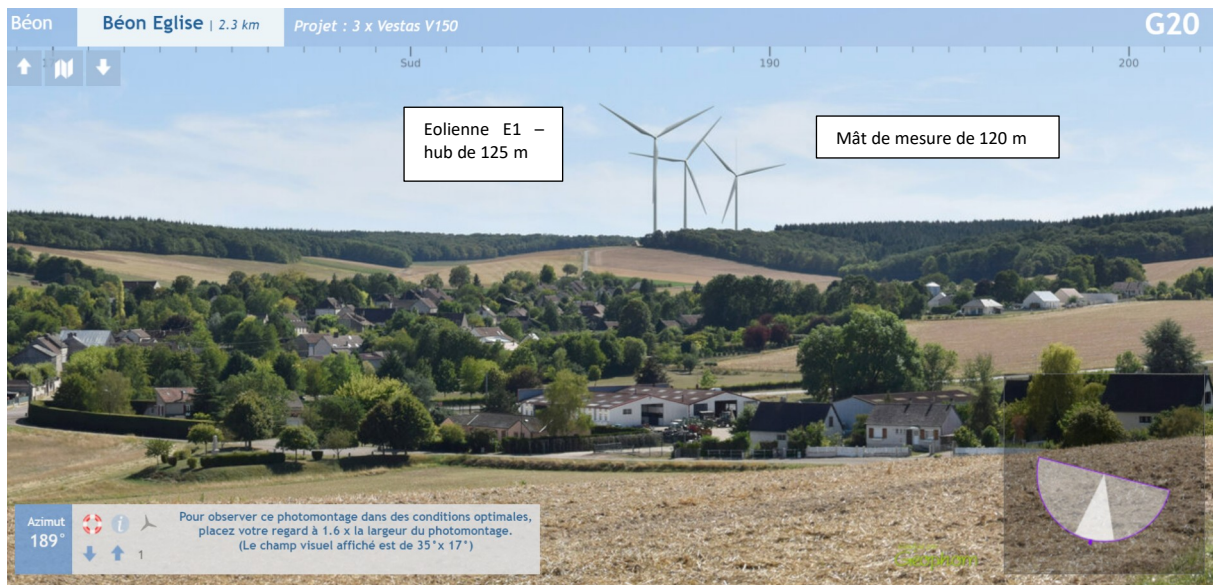 Béon
Béon Eglise | 2.3 km
Projet : 3 x Vestas V150
G20
Sud
190
200
Eolienne E1 –
hub de 125 m
Mât de mesure de 120 m
Azimut
189°
1
Pour observer ce photomontage dans des conditions optimales,
placez votre regard à 1.6 x la largeur du photomontage.
(Le champ visuel affiché est de 35°x 17°)